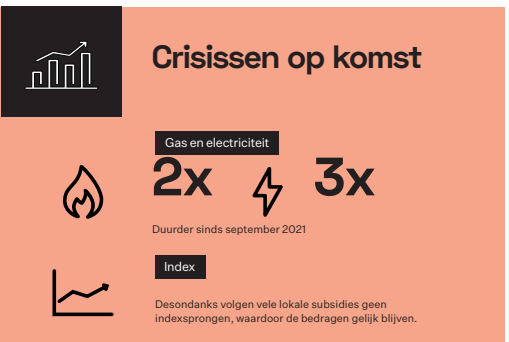 Crisissen op komst
Gas en electriciteit
2x 3x
Duurder sinds september 2021
Index
Desondanks volgen vele lokale subsidies geen
indexsprongen, waardoor de bedragen gelijk blijven.